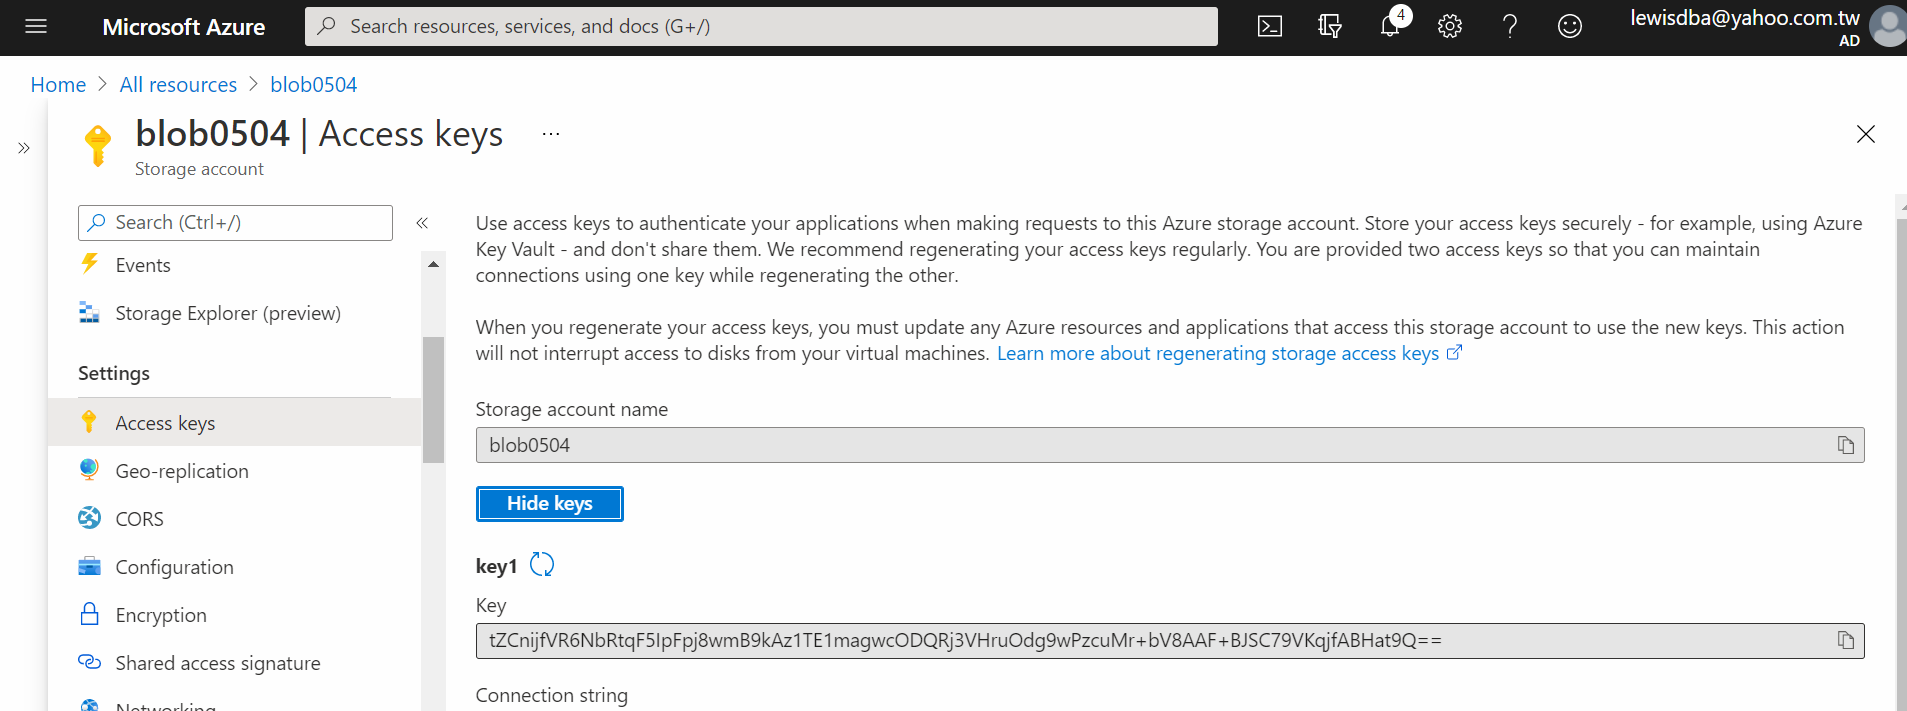 Microsoft Azure
Search resources, services, and docs (G+/)
4
lewisdba@yahoo.com.tw
AD
Home > All resources > blob0504
blob0504 | Access keys ...
Storage account
Search (Ctrl+/)
Events
Storage Explorer (preview)
Settings
Access keys
Geo-replication
CORS
Configuration
Encryption
Shared access signature
Networking
Use access keys to authenticate your applications when making requests to this Azure storage account. Store your access keys securely - for example, using Azure
Key Vault - and don't share them. We recommend regenerating your access keys regularly. You are provided two access keys so that you can maintain
connections using one key while regenerating the other.
When you regenerate your access keys, you must update any Azure resources and applications that access this storage account to use the new keys. This action
will not interrupt access to disks from your virtual machines. Learn more about regenerating storage access keys
Storage account name
blob0504
Hide keys
key1
Key
tZCnijfVR6NbRtqF5IpFpj8wmB9kAz1TE1magwcODQRj3VHruOdg9wPzcuMr+bV8AAF+BJSC79VKqjfABHat9Q==
Connection string